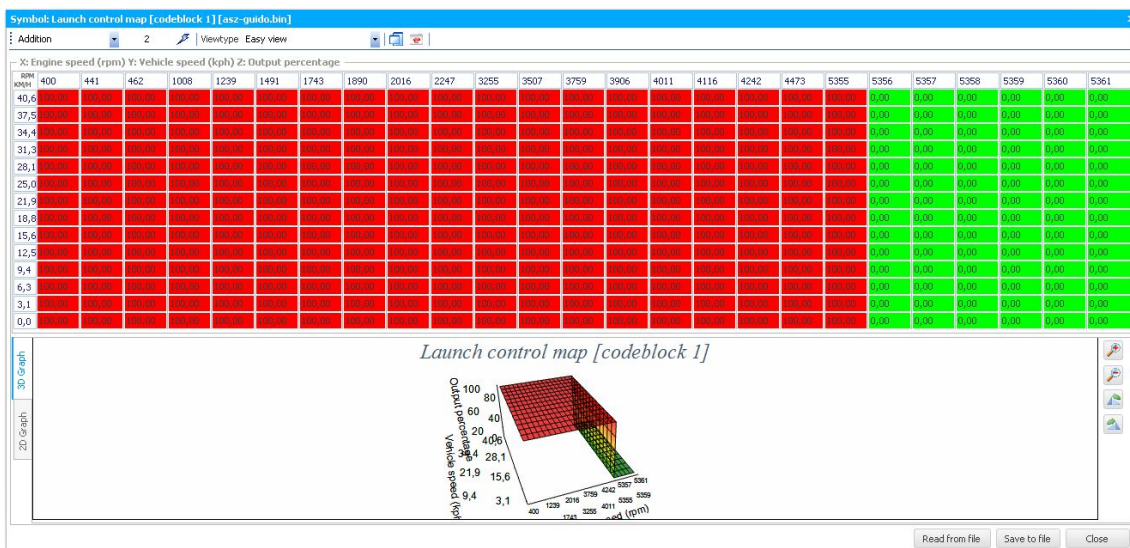 Symbol: Launch control map [codeblock 1] [asz-guido.bin]
Addition 2 Viewtype Easy view
X: Engine speed (rpm) Y: Vehicle speed (kph) Z: Output percentage
RPM 400 441 462 1008 1239 1491 1743 1890 2016 2247 3255 3507 3759 3906 4011 4116 4242 4473 5355 5356 5357 5358 5359 5360 5361
KM/H
40,6 100,00 100,00 100,00 100,00 100,00 100,00 100,00 100,00 100,00 100,00 100,00 100,00 100,00 100,00 100,00 100,00 100,00 100,00 100,00 0,00 0,00 0,00 0,00 0,00 0,00
37,5 100,00 100,00 100,00 100,00 100,00 100,00 100,00 100,00 100,00 100,00 100,00 100,00 100,00 100,00 100,00 100,00 100,00 100,00 100,00 0,00 0,00 0,00 0,00 0,00 0,00
34,4 100,00 100,00 100,00 100,00 100,00 100,00 100,00 100,00 100,00 100,00 100,00 100,00 100,00 100,00 100,00 100,00 100,00 100,00 100,00 0,00 0,00 0,00 0,00 0,00 0,00
31,3 100,00 100,00 100,00 100,00 100,00 100,00 100,00 100,00 100,00 100,00 100,00 100,00 100,00 100,00 100,00 100,00 100,00 100,00 100,00 0,00 0,00 0,00 0,00 0,00 0,00
28,1 100,00 100,00 100,00 100,00 100,00 100,00 100,00 100,00 100,00 100,00 100,00 100,00 100,00 100,00 100,00 100,00 100,00 100,00 100,00 0,00 0,00 0,00 0,00 0,00 0,00
25,0 100,00 100,00 100,00 100,00 100,00 100,00 100,00 100,00 100,00 100,00 100,00 100,00 100,00 100,00 100,00 100,00 100,00 100,00 100,00 0,00 0,00 0,00 0,00 0,00 0,00
21,9 100,00 100,00 100,00 100,00 100,00 100,00 100,00 100,00 100,00 100,00 100,00 100,00 100,00 100,00 100,00 100,00 100,00 100,00 100,00 0,00 0,00 0,00 0,00 0,00 0,00
18,8 100,00 100,00 100,00 100,00 100,00 100,00 100,00 100,00 100,00 100,00 100,00 100,00 100,00 100,00 100,00 100,00 100,00 100,00 100,00 0,00 0,00 0,00 0,00 0,00 0,00
15,6 100,00 100,00 100,00 100,00 100,00 100,00 100,00 100,00 100,00 100,00 100,00 100,00 100,00 100,00 100,00 100,00 100,00 100,00 100,00 0,00 0,00 0,00 0,00 0,00 0,00
12,5 100,00 100,00 100,00 100,00 100,00 100,00 100,00 100,00 100,00 100,00 100,00 100,00 100,00 100,00 100,00 100,00 100,00 100,00 100,00 0,00 0,00 0,00 0,00 0,00 0,00
9,4 100,00 100,00 100,00 100,00 100,00 100,00 100,00 100,00 100,00 100,00 100,00 100,00 100,00 100,00 100,00 100,00 100,00 100,00 100,00 0,00 0,00 0,00 0,00 0,00 0,00
6,3 100,00 100,00 100,00 100,00 100,00 100,00 100,00 100,00 100,00 100,00 100,00 100,00 100,00 100,00 100,00 100,00 100,00 100,00 100,00 0,00 0,00 0,00 0,00 0,00 0,00
3,1 100,00 100,00 100,00 100,00 100,00 100,00 100,00 100,00 100,00 100,00 100,00 100,00 100,00 100,00 100,00 100,00 100,00 100,00 100,00 0,00 0,00 0,00 0,00 0,00 0,00
0,0 100,00 100,00 100,00 100,00 100,00 100,00 100,00 100,00 100,00 100,00 100,00 100,00 100,00 100,00 100,00 100,00 100,00 100,00 100,00 0,00 0,00 0,00 0,00 0,00 0,00
3D Graph
2D Graph
Launch control map [codeblock 1]
Output percentage
100
80
60
40
20
Vehicle speed (kph
40,6
28,1
21,9
15,6
9,4
3,1
400 1239 2016 3759 4242 5357 5361
1743 3255 4011 5355 5359
(rpm)
Read from file Save to file Close